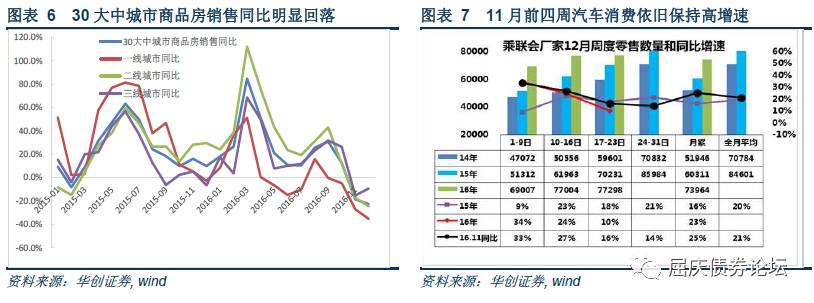 图表 6 30 大中城市商品房销售同比明显回落
120.0%
100.0%
80.0%
60.0%
40.0%
20.0%
0.0%
-20.0%
-40.0%
-60.0%
30大中城市商品房销售同比
一线城市同比
二线城市同比
三线城市同比
2015-01
2015-03
2015-05
2015-07
2015-09
2015-11
2016-01
2016-03
2016-05
2016-07
2016-09
资料来源：华创证券, wind
图表 7 11 月前四周汽车消费依旧保持高增速
乘联会厂家12月周度零售数量和同比增速
80000
60000
40000
20000
60%
50%
40%
30%
20%
10%
0%
-10%
1-9日 10-16日 17-23日 24-31日 月累 全月平均
14年 47072 50556 59601 70832 51946 70784
15年 51312 61963 70231 85984 60311 84601
16年 69007 77004 77298 73964
15年 9% 23% 18% 21% 16% 20%
16年 34% 24% 10% 23%
16.11同比 33% 27% 16% 14% 25% 21%
资料来源：华创证券, wind
屈庆债券论坛